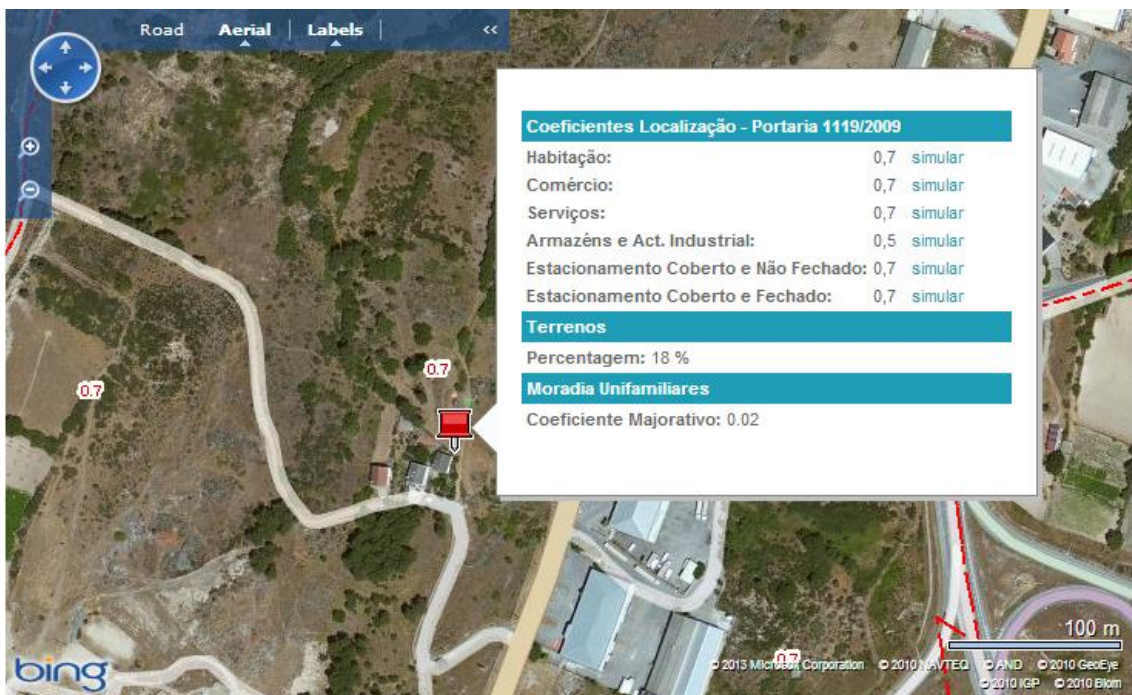 Road Aerial | Labels | <<
Coeficientes Localização - Portaria 1119/2009
Habitação: 0,7 simular
Comércio: 0,7 simular
Serviços: 0,7 simular
Armazéns e Act. Industrial: 0,5 simular
Estacionamento Coberto e Não Fechado: 0,7 simular
Estacionamento Coberto e Fechado: 0,7 simular
Terrenos
Percentagem: 18 %
Moradia Unifamiliares
Coeficiente Majorativo: 0.02
0.7
0.7
100 m
bing
0.7
© 2013 Microsoft Corporation © 2010 NAVTEQ © AND © 2010 GeoEye
© 2010 IGP © 2010 Blom